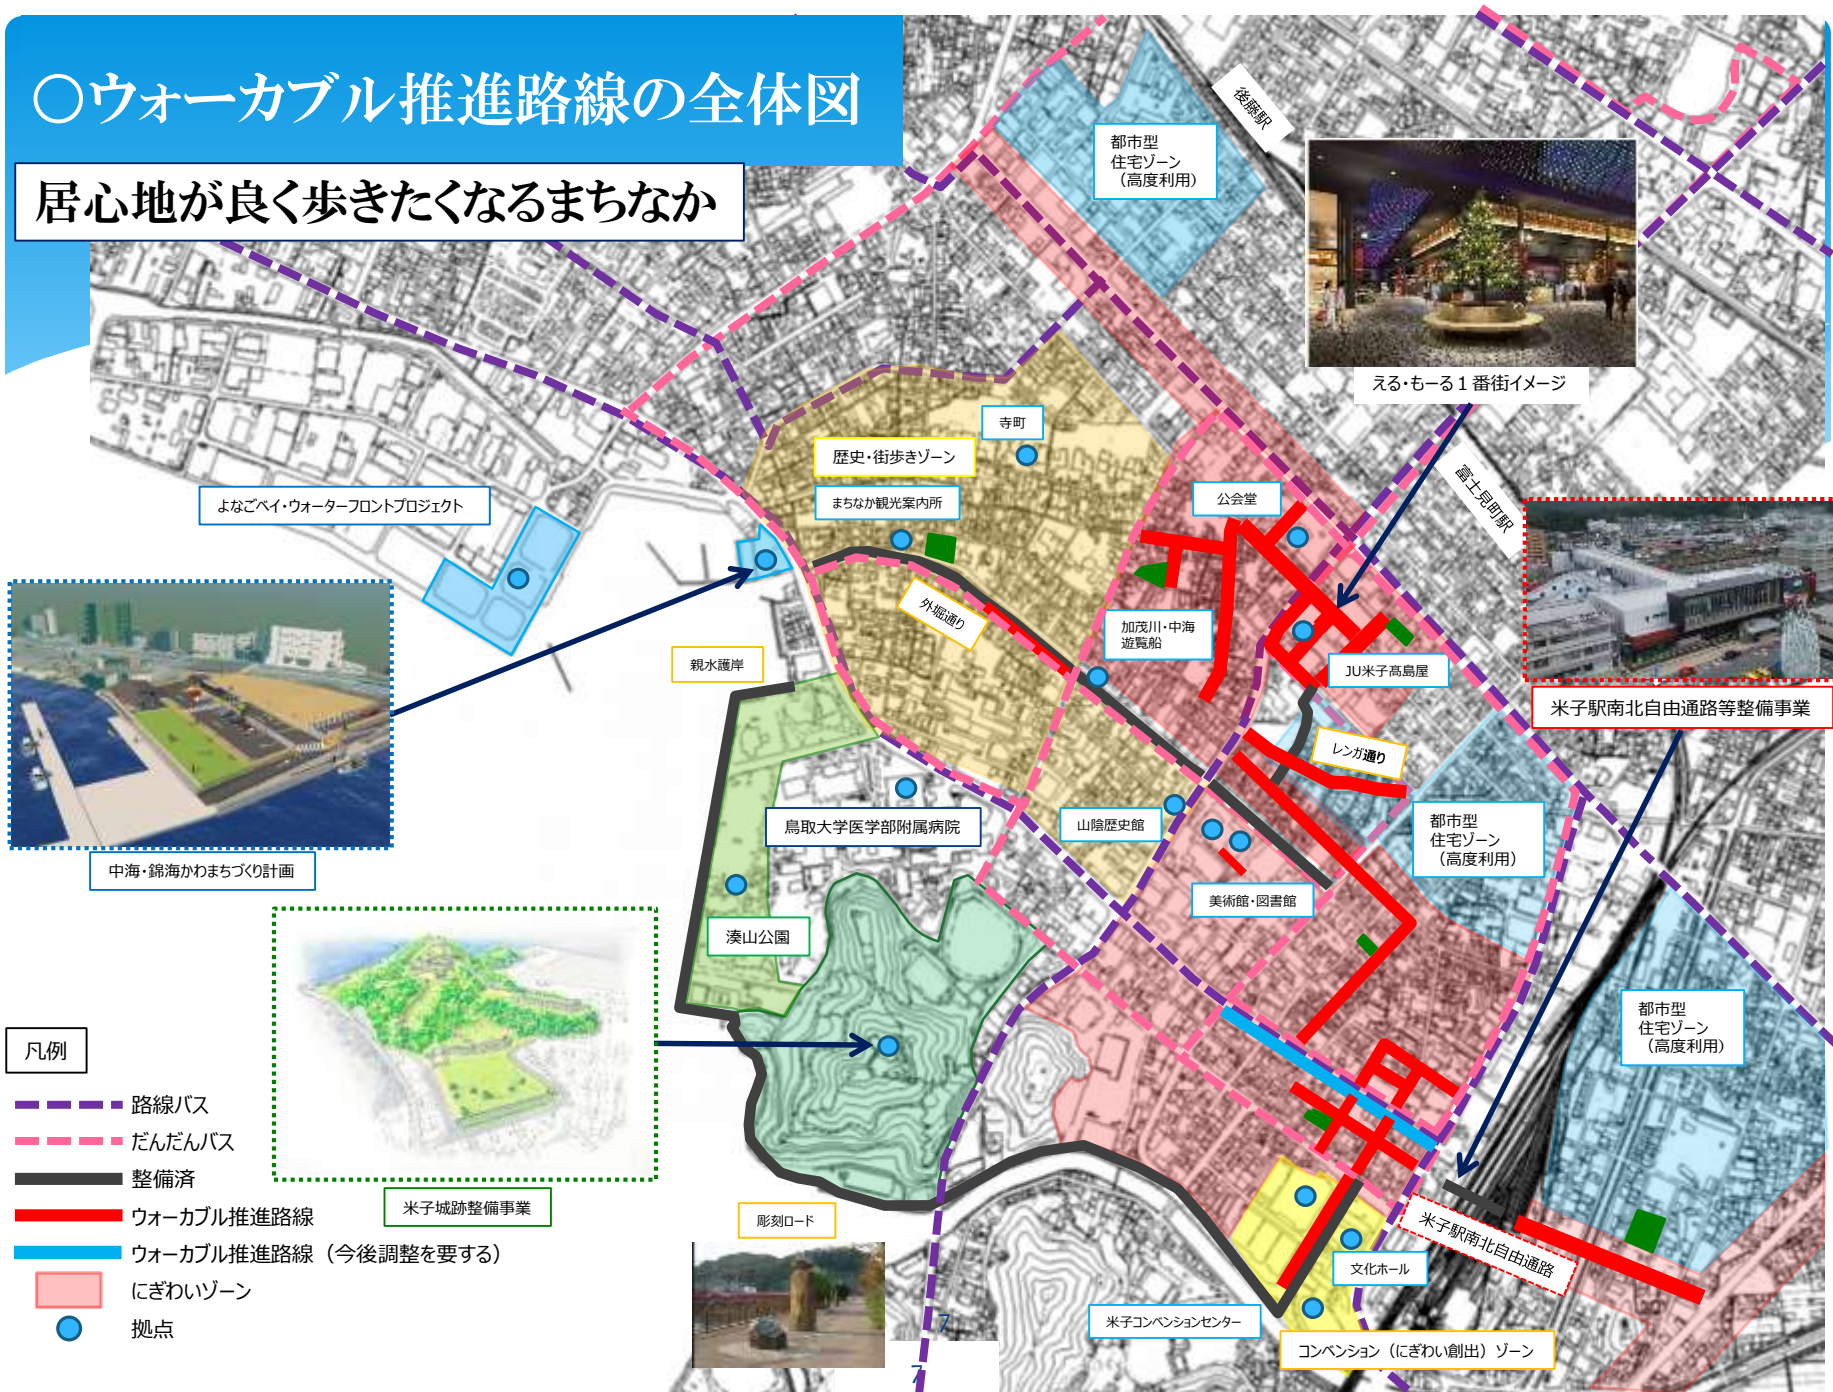 ○ウォーカブル推進路線の全体図
居心地が良く歩きたくなるまちなか
後藤駅
都市型
住宅ゾーン
（高度利用）
える・もーる１番街イメージ
寺町
歴史・街歩きゾーン
まちなか観光案内所
公会堂
富士見町駅
よなごベイ・ウォーターフロントプロジェクト
外堀通り
加茂川・中海
遊覧船
親水護岸
JU米子髙島屋
米子駅南北自由通路等整備事業
レンガ通り
鳥取大学医学部附属病院
山陰歴史館
都市型
住宅ゾーン
（高度利用）
中海・錦海かわまちづくり計画
美術館・図書館
湊山公園
都市型
住宅ゾーン
（高度利用）
凡例
路線バス
だんだんバス
整備済
ウォーカブル推進路線
ウォーカブル推進路線（今後調整を要する）
にぎわいゾーン
拠点
米子城跡整備事業
彫刻ロード
米子駅南北自由通路
文化ホール
米子コンベンションセンター
コンベンション（にぎわい創出）ゾーン
7
7